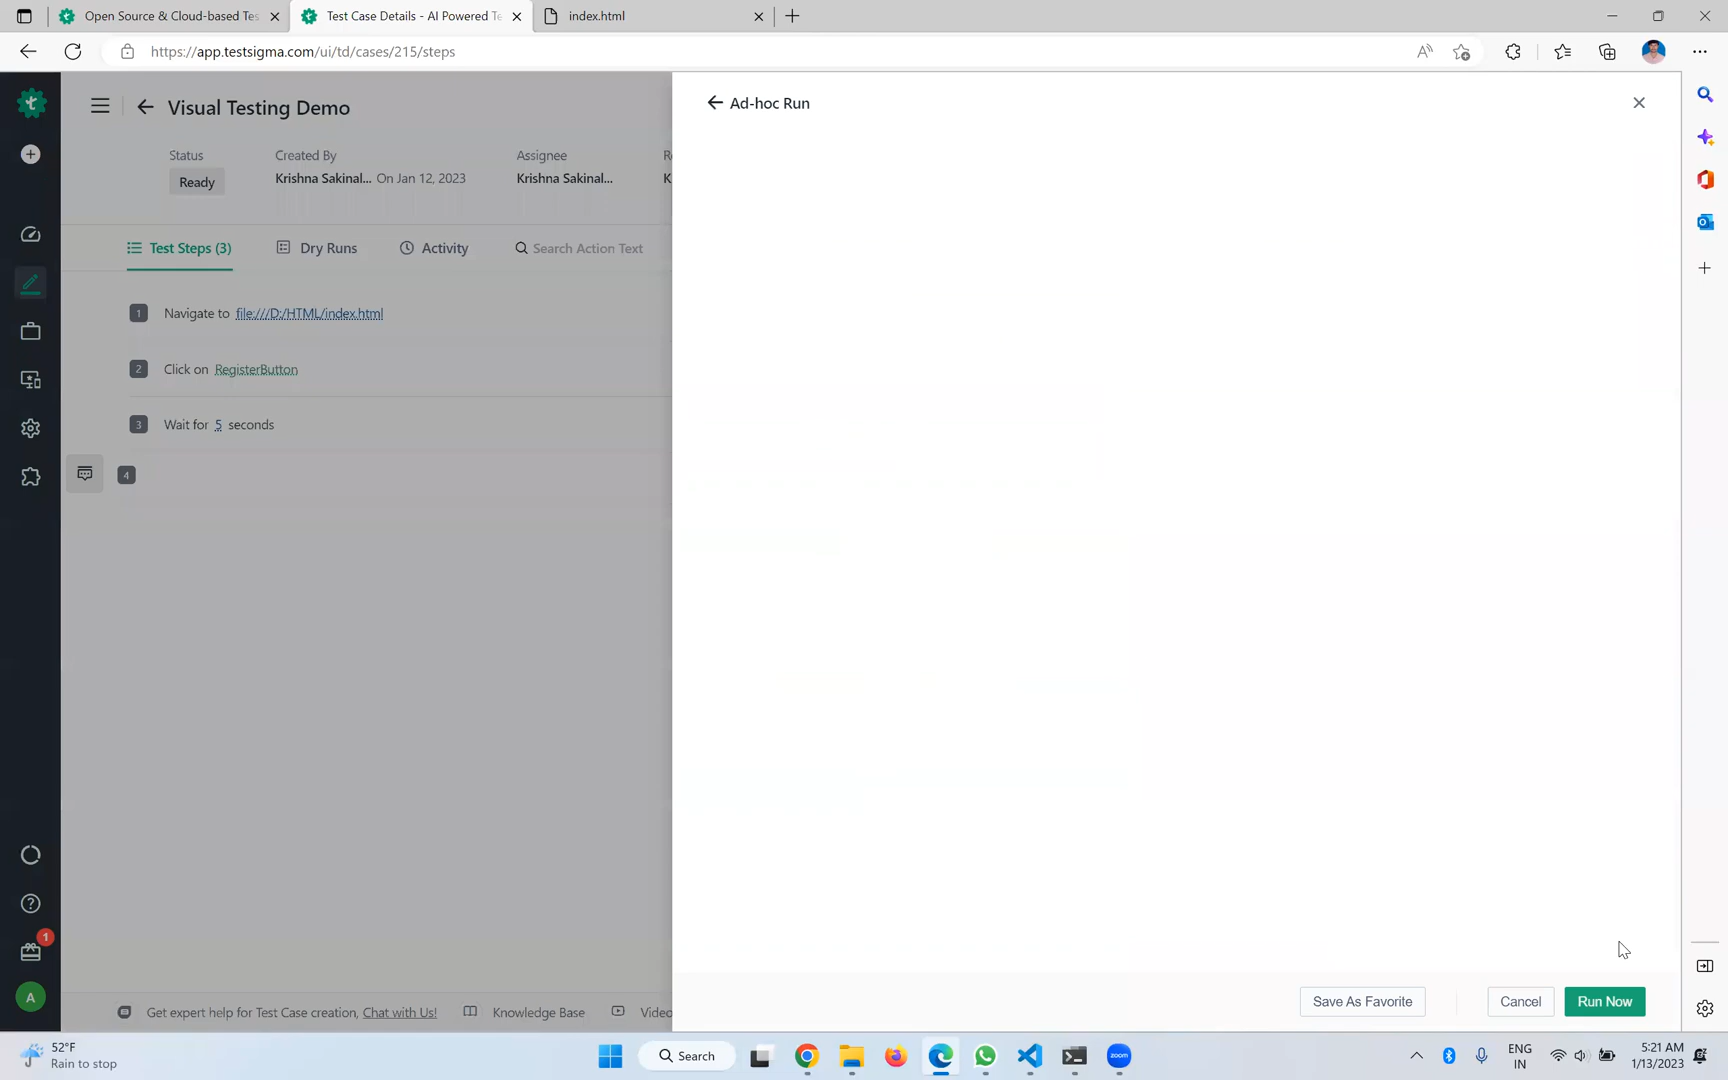 Open Source & Cloud-based Tes
Test Case Details - AI Powered Te
index.html
https://app.testsigma.com/ui/td/cases/215/steps
Visual Testing Demo
Status
Created By
Assignee
Ready
Krishna Sakinal... On Jan 12, 2023
Krishna Sakinal...
K
Test Steps (3)
Dry Runs
Activity
Search Action Text
1 Navigate to file:///D:/HTML/index.html
2 Click on RegisterButton
3 Wait for 5 seconds
4
Ad-hoc Run
1
A
Get expert help for Test Case creation, Chat with Us!
Knowledge Base
Video
Save As Favorite
Cancel
Run Now
52°F
Rain to stop
Search
zoom
ENG
IN
5:21 AM
1/13/2023